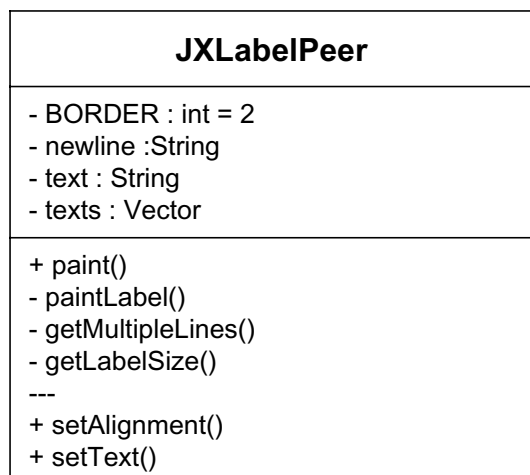 JXLabelPeer
- BORDER : int = 2
- newline :String
- text : String
- texts : Vector
+ paint()
- paintLabel()
- getMultipleLines()
- getLabelSize()
---
+ setAlignment()
+ setText()